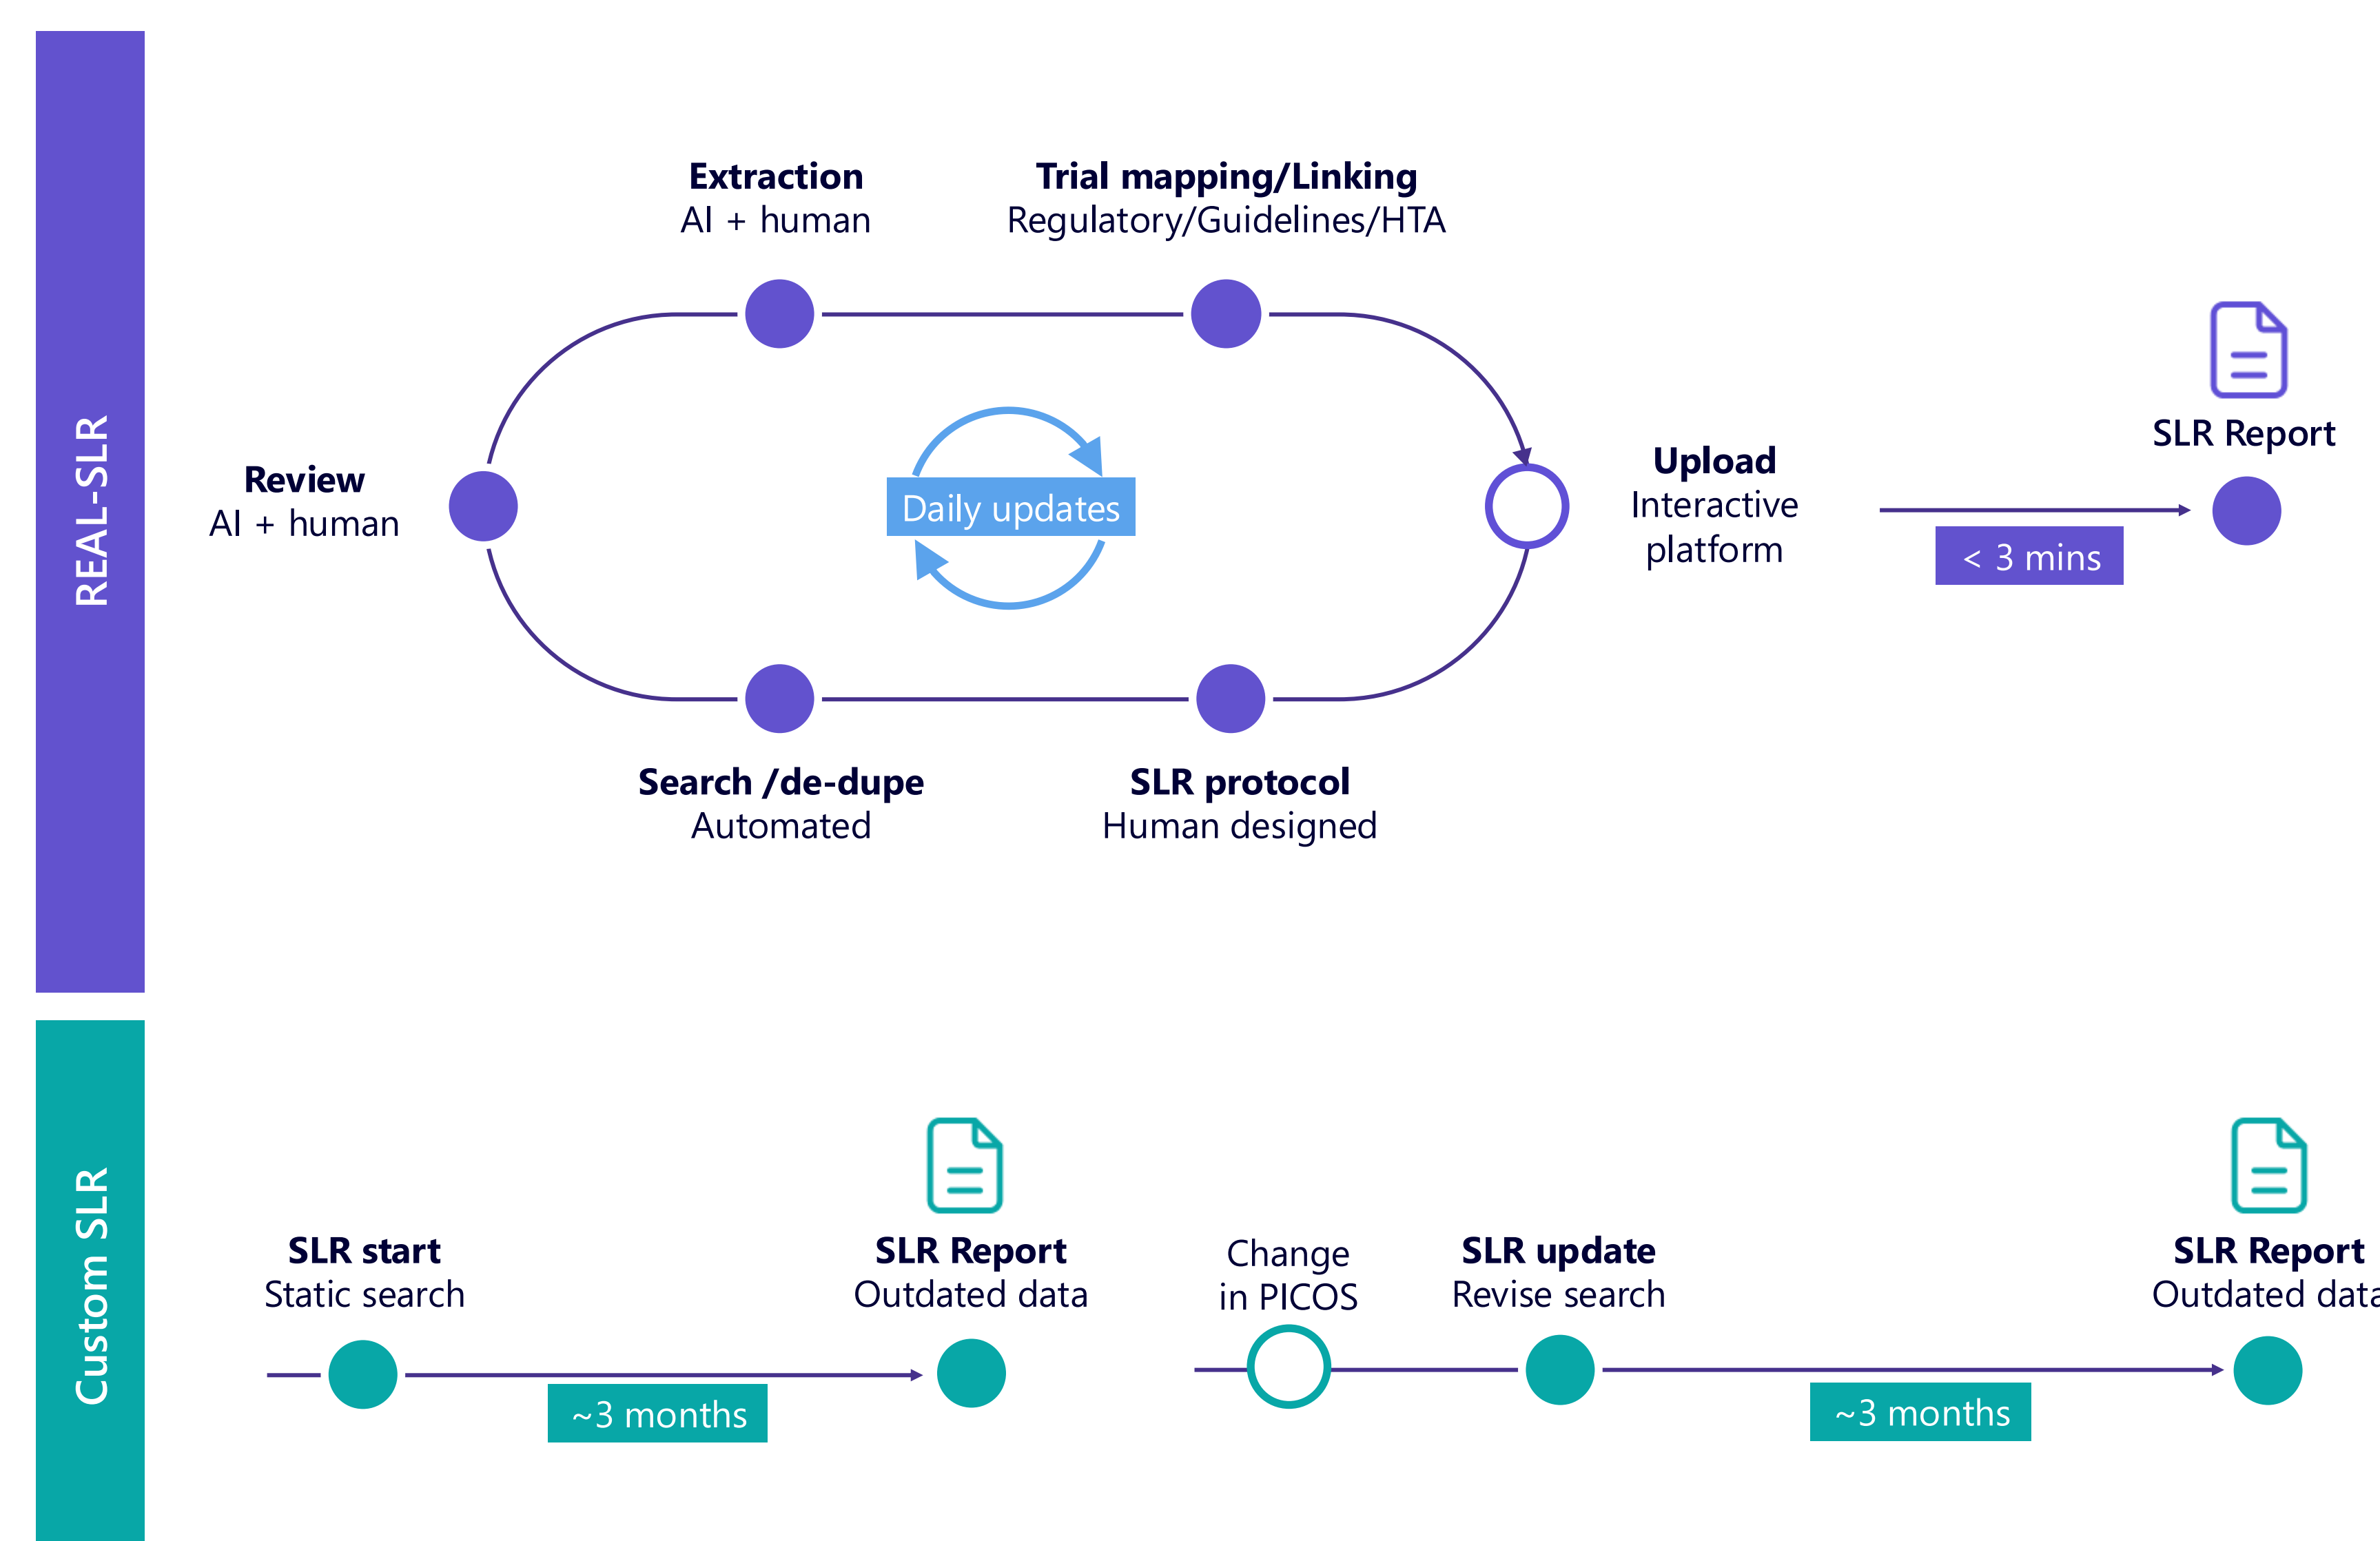 REAL-SLR
Extraction
AI + human
Trial mapping/Linking
Regulatory/Guidelines/HTA
Review
AI + human
Daily updates
Upload
Interactive
platform
< 3 mins
SLR Report
Search /de-dupe
Automated
SLR protocol
Human designed
Custom SLR
SLR start
Static search
~3 months
SLR Report
Outdated data
Change
in PICOS
SLR update
Revise search
~3 months
SLR Report
Outdated data